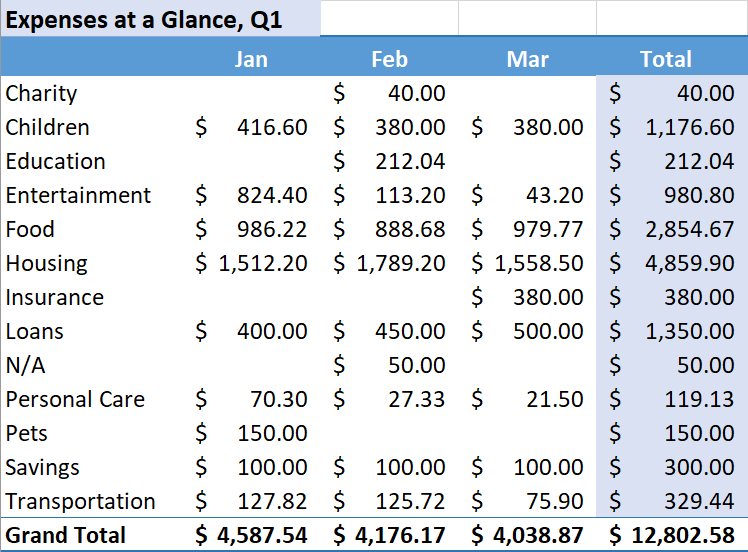 Expenses at a Glance, Q1
Jan Feb Mar Total
Charity $ 40.00 $ 40.00
Children $ 416.60 $ 380.00 $ 380.00 $ 1,176.60
Education $ 212.04 $ 212.04
Entertainment $ 824.40 $ 113.20 $ 43.20 $ 980.80
Food $ 986.22 $ 888.68 $ 979.77 $ 2,854.67
Housing $ 1,512.20 $ 1,789.20 $ 1,558.50 $ 4,859.90
Insurance $ 380.00 $ 380.00
Loans $ 400.00 $ 450.00 $ 500.00 $ 1,350.00
N/A $ 50.00 $ 50.00
Personal Care $ 70.30 $ 27.33 $ 21.50 $ 119.13
Pets $ 150.00 $ 150.00
Savings $ 100.00 $ 100.00 $ 100.00 $ 300.00
Transportation $ 127.82 $ 125.72 $ 75.90 $ 329.44
Grand Total $ 4,587.54 $ 4,176.17 $ 4,038.87 $ 12,802.58